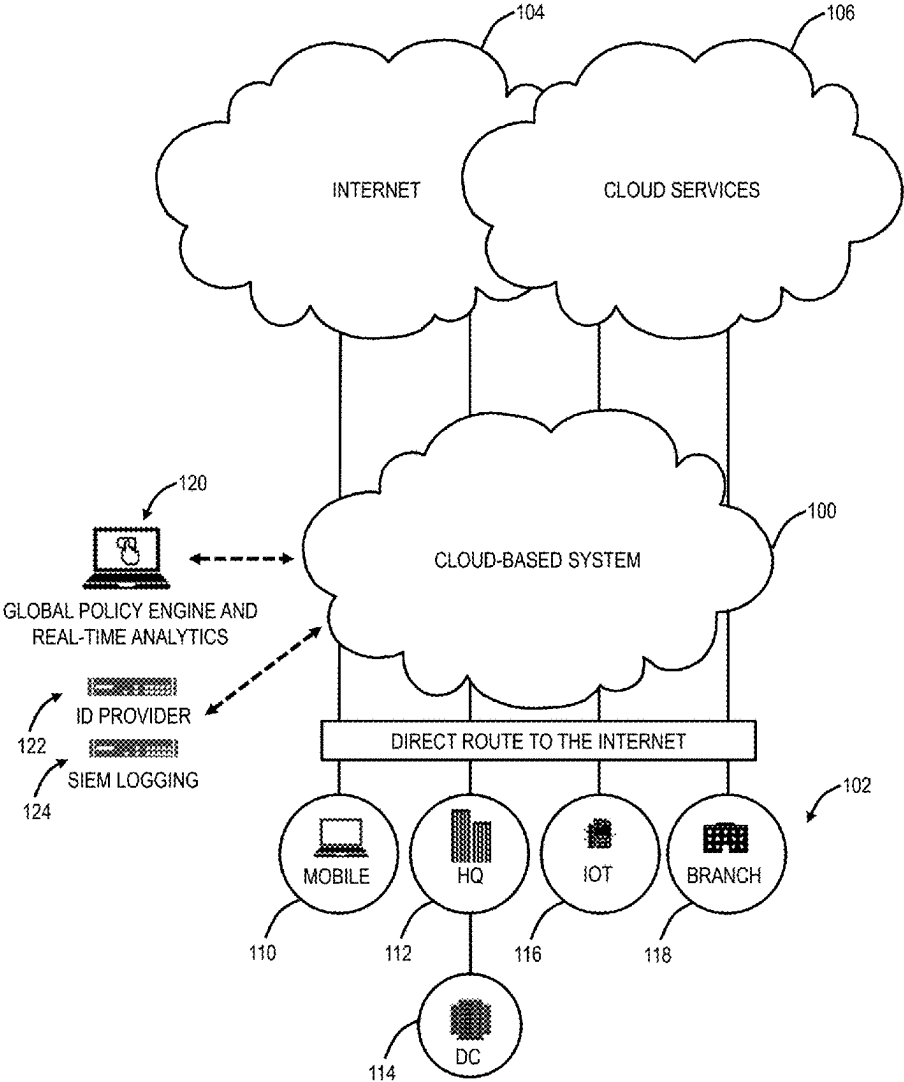 104
106
INTERNET
CLOUD SERVICES
120
100
CLOUD-BASED SYSTEM
GLOBAL POLICY ENGINE AND
REAL-TIME ANALYTICS
ID PROVIDER
122
DIRECT ROUTE TO THE INTERNET
SIEM LOGGING
124
102
MOBILE
HQ
IOT
BRANCH
110
112
116
118
DC
114